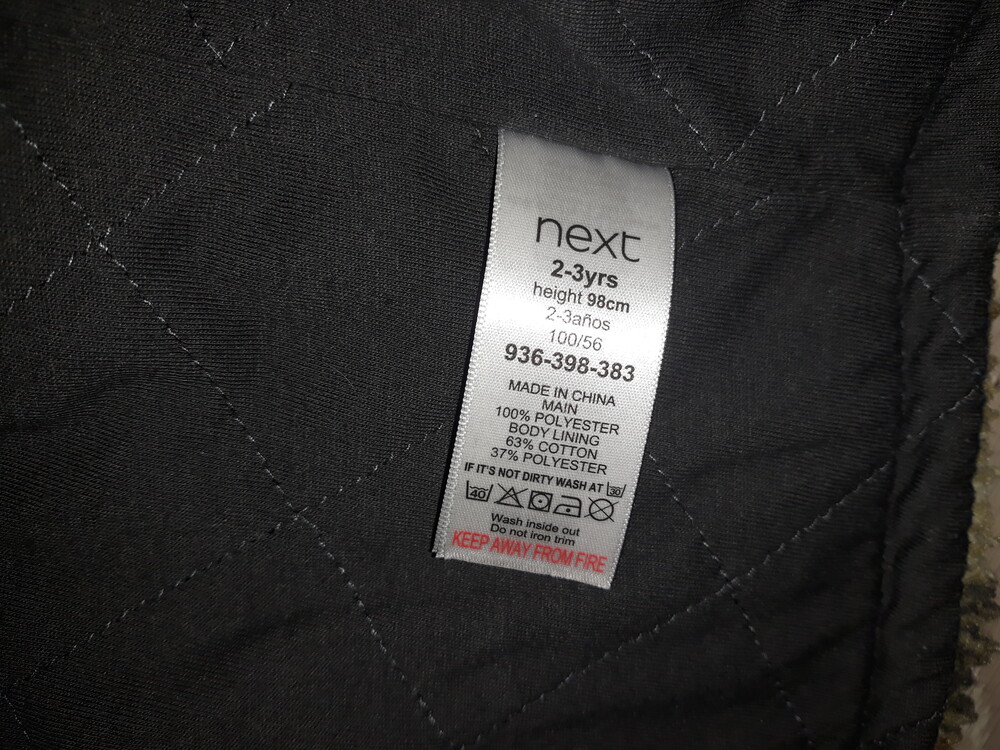 next
2-3yrs
height 98cm
2-3años
100/56
936-398-383
MADE IN CHINA
MAIN
100% POLYESTER
BODY LINING
63% COTTON
37% POLYESTER
IF IT'S NOT DIRTY WASH AT 30
40
Wash inside out
Do not iron trim
KEEP AWAY FROM FIRE